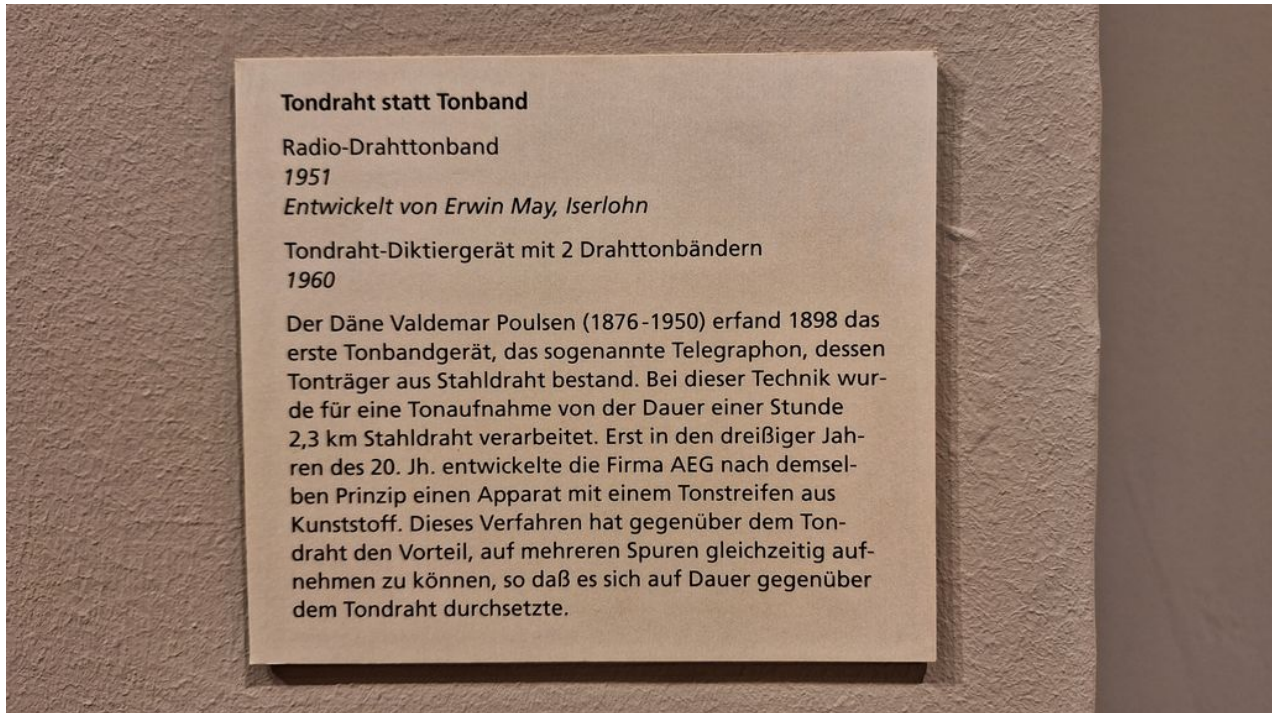 Tondraht statt Tonband
Radio-Drahttonband
1951
Entwickelt von Erwin May, Iserlohn
Tondraht-Diktiergerät mit 2 Drahttonbändern
1960
Der Däne Valdemar Poulsen (1876-1950) erfand 1898 das
erste Tonbandgerät, das sogenannte Telegraphon, dessen
Tonträger aus Stahldraht bestand. Bei dieser Technik wur-
de für eine Tonaufnahme von der Dauer einer Stunde
2,3 km Stahldraht verarbeitet. Erst in den dreißiger Jah-
ren des 20. Jh. entwickelte die Firma AEG nach demsel-
ben Prinzip einen Apparat mit einem Tonstreifen aus
Kunststoff. Dieses Verfahren hat gegenüber dem Ton-
draht den Vorteil, auf mehreren Spuren gleichzeitig auf-
nehmen zu können, so daß es sich auf Dauer gegenüber
dem Tondraht durchsetzte.